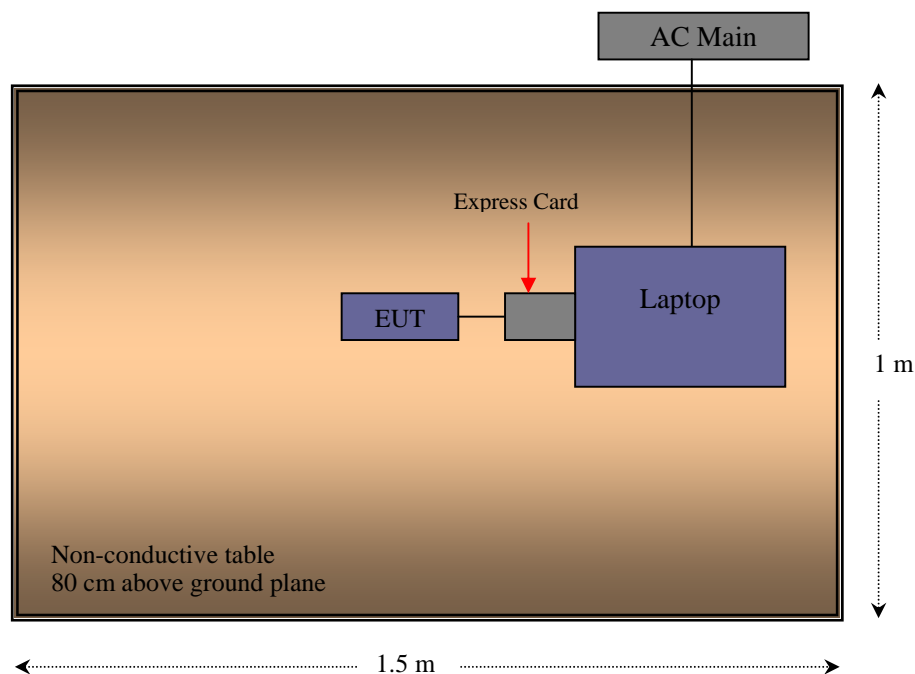 AC Main
Express Card
Laptop
EUT
1 m
Non-conductive table
80 cm above ground plane
1.5 m